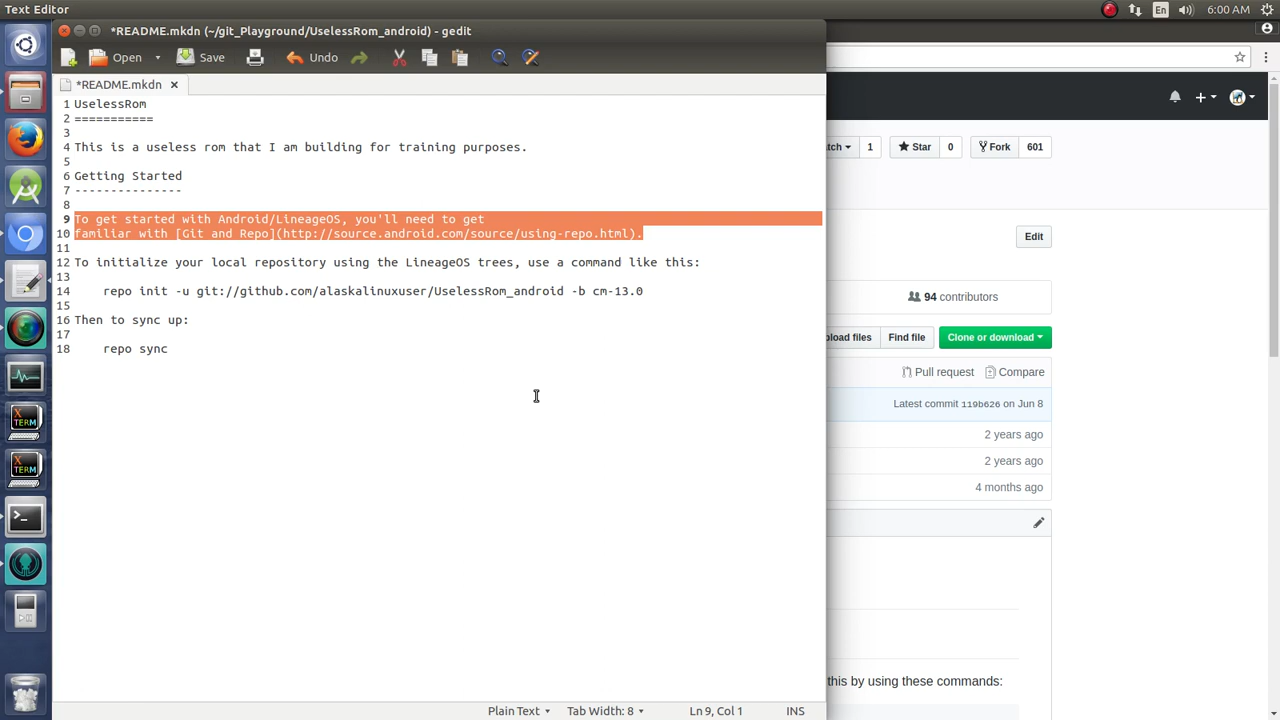 Text Editor
En
6:00 AM
*README.mkdn (~/git_Playground/UselessRom_android) - gedit
Open
Save
Undo
*README.mkdn
1 UselessRom
2 ===========
3
4 This is a useless rom that I am building for training purposes.
5
6 Getting Started
7 ---------------
8
9 To get started with Android/LineageOS, you'll need to get
10 familiar with [Git and Repo](http://source.android.com/source/using-repo.html).
11
12 To initialize your local repository using the LineageOS trees, use a command like this:
13
14 repo init -u git://github.com/alaskalinuxuser/UselessRom_android -b cm-13.0
15
16 Then to sync up:
17
18 repo sync
Plain Text
Tab Width: 8
Ln 9, Col 1
INS
tch 1 Star 0 Fork 601
Edit
94 contributors
pload files Find file Clone or download
Pull request Compare
Latest commit 119b626 on Jun 8
2 years ago
2 years ago
4 months ago
this by using these commands:
X
TERM
X
TERM
>_